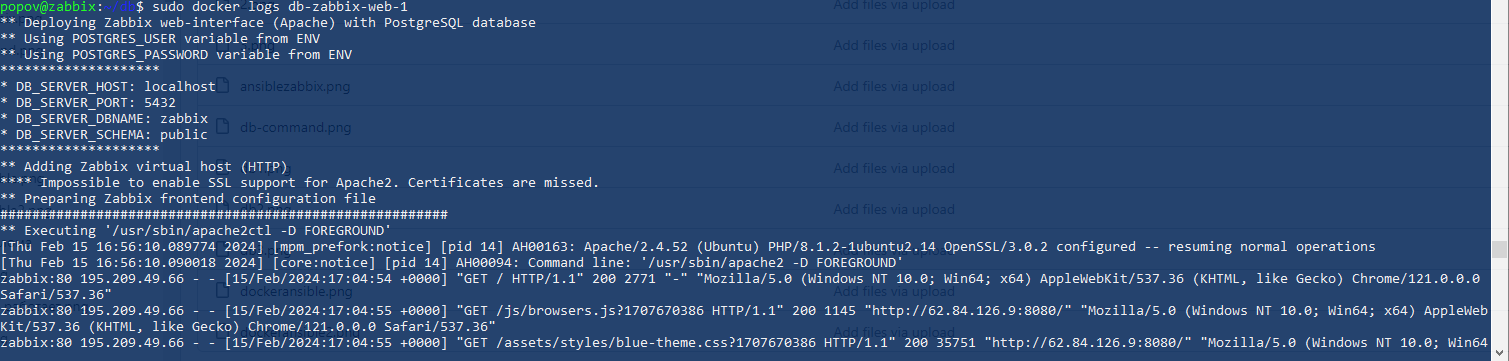 popov@zabbix:~/db$ sudo docker logs db-zabbix-web-1
** Deploying Zabbix web-interface (Apache) with PostgreSQL database
** Using POSTGRES_USER variable from ENV
** Using POSTGRES_PASSWORD variable from ENV
Add files via upload
********************
* DB_SERVER_HOST: localhost
ansiblezabbix.png
Add files via upload
* DB_SERVER_PORT: 5432
* DB_SERVER_DBNAME: zabbix
db-command.png
Add files via upload
* DB_SERVER_SCHEMA: public
********************
** Adding Zabbix virtual host (HTTP)
Add files via upload
**** Impossible to enable SSL support for Apache2. Certificates are missed.
** Preparing Zabbix frontend configuration file
Add files via upload
########################################################
** Executing '/usr/sbin/apache2ctl -D FOREGROUND'
[Thu Feb 15 16:56:10.089774 2024] [mpm_prefork:notice] [pid 14] AH00163: Apache/2.4.52 (Ubuntu) PHP/8.1.2-1ubuntu2.14 OpenSSL/3.0.2 configured -- resuming normal operations
[Thu Feb 15 16:56:10.090018 2024] [core:notice] [pid 14] AH00094: Command line: '/usr/sbin/apache2 -D FOREGROUND'
zabbix:80 195.209.49.66 - - [15/Feb/2024:17:04:54 +0000] "GET / HTTP/1.1" 200 2771 "-" "Mozilla/5.0 (Windows NT 10.0; Win64; x64) AppleWebKit/537.36 (KHTML, like Gecko) Chrome/121.0.0.0
Safari/537.36"
dockeransible.png
Add files via upload
zabbix:80 195.209.49.66 - - [15/Feb/2024:17:04:55 +0000] "GET /js/browsers.js?1707670386 HTTP/1.1" 200 1145 "http://62.84.126.9:8080/" "Mozilla/5.0 (Windows NT 10.0; Win64; x64) AppleWeb
Kit/537.36 (KHTML, like Gecko) Chrome/121.0.0.0 Safari/537.36"
Add files via upload
zabbix:80 195.209.49.66 - - [15/Feb/2024:17:04:55 +0000] "GET /assets/styles/blue-theme.css?1707670386 HTTP/1.1" 200 35751 "http://62.84.126.9:8080/" "Mozilla/5.0 (Windows NT 10.0; Win64